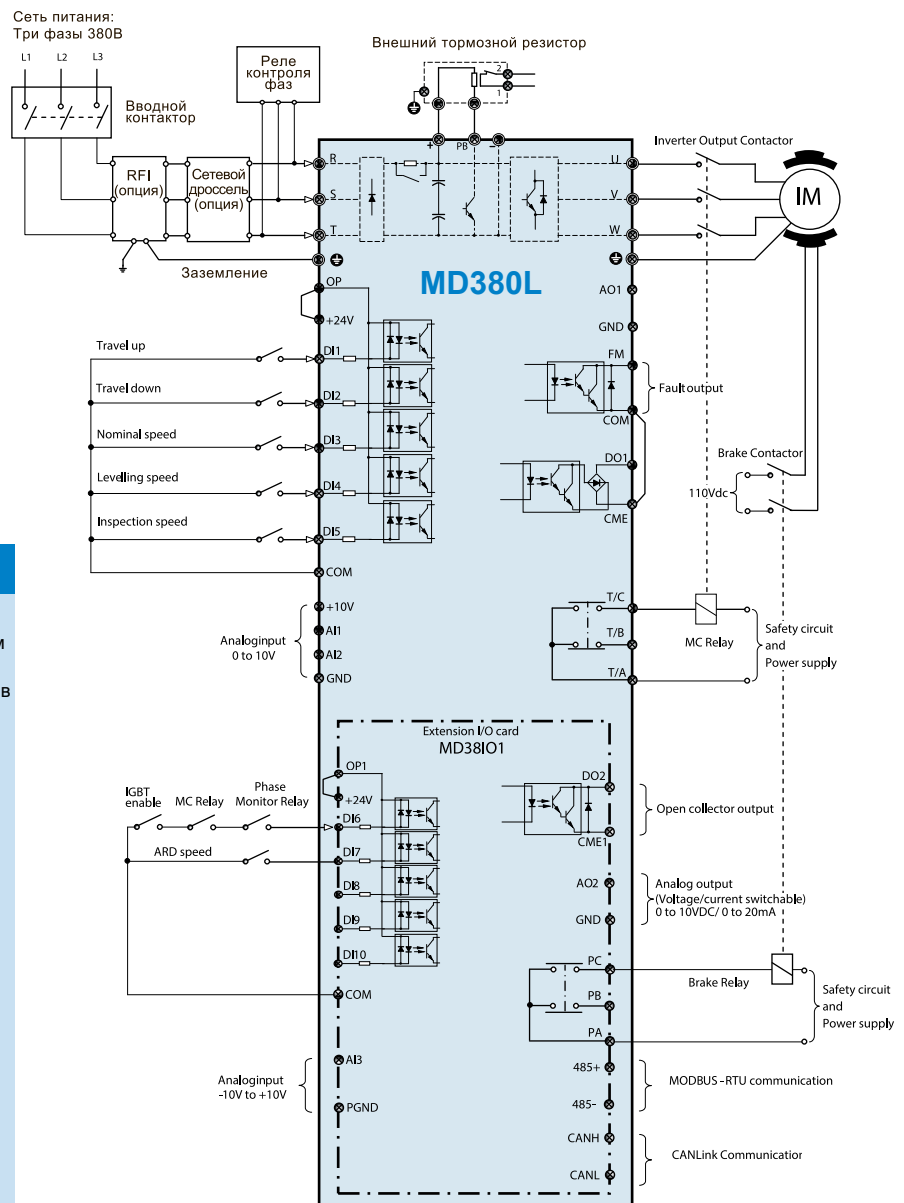 Сеть питания:
Три фазы 380В
L1 L2 L3
Вводной
контактор
Реле
контроля
фаз
Внешний тормозной резистор
2
1
RFI
(опция)
Сетевой
дроссель
(опция)
Заземление
+ PB −
R
S
T
U
V
W
Inverter Output Contactor
IM
MD380L
OP
+24V
Travel up
DI1
Travel down
DI2
Nominal speed
DI3
Levelling speed
DI4
Inspection speed
DI5
COM
AO1
GND
FM
Fault output
COM
DO1
CME
Brake Contactor
110Vdc
+10V
AI1
AI2
GND
Analoginput
0 to 10V
T/C
T/B
T/A
MC Relay
Safety circuit
and
Power supply
м
в
Extension I/O card
MD38IO1
OP1
+24V
IGBT
enable
MC Relay
Phase
Monitor Relay
DI6
ARD speed
DI7
DI8
DI9
DI10
COM
AI3
Analoginput
-10V to +10V
PGND
DO2
Open collector output
CME1
AO2
Analog output
(Voltage/current switchable)
0 to 10VDC/ 0 to 20mA
GND
PC
PB
PA
Brake Relay
Safety circuit
and
Power supply
485+
MODBUS -RTU communication
485-
CANH
CANLink Communication
CANL